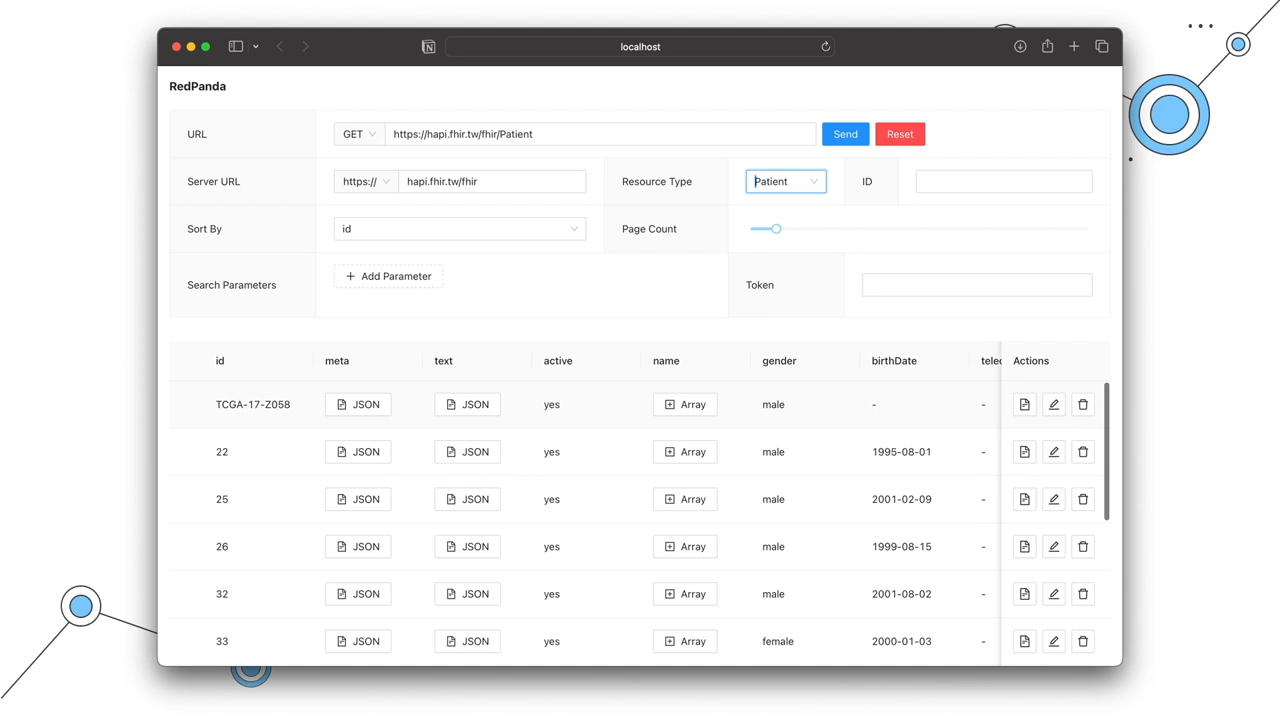 localhost
RedPanda
URL GET https://hapi.fhir.tw/fhir/Patient Send Reset
Server URL https:// hapi.fhir.tw/fhir Resource Type Patient ID
Sort By id Page Count
Search Parameters + Add Parameter Token
id meta text active name gender birthDate telec Actions
TCGA-17-Z058 JSON JSON yes Array male - -
22 JSON JSON yes Array male 1995-08-01 -
25 JSON JSON yes Array male 2001-02-09 -
26 JSON JSON yes Array male 1999-08-15 -
32 JSON JSON yes Array male 2001-08-02 -
33 JSON JSON yes Array female 2000-01-03 -